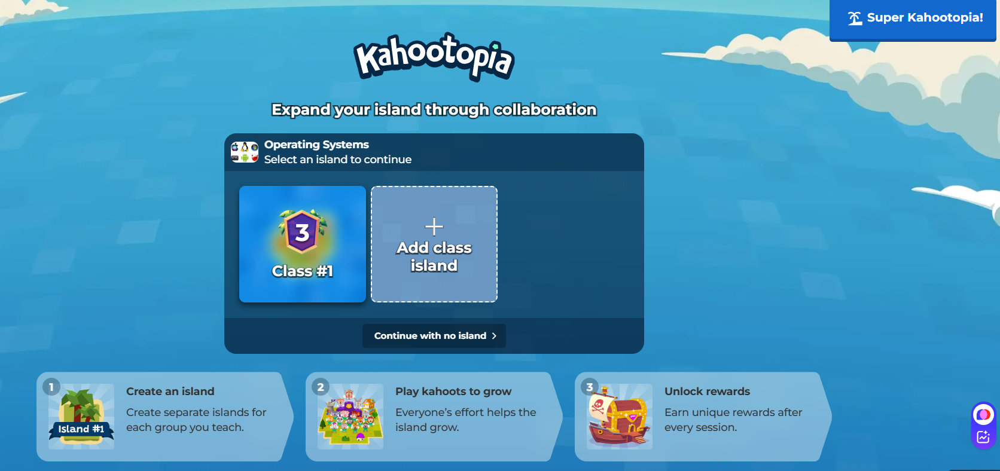 Super Kahootopia!
Kahootopia
Expand your island through collaboration
Operating Systems
Select an island to continue
3
Class #1
Add class
island
Continue with no island
1
Island #1
Create an island
Create separate islands for
each group you teach.
2
Play kahoots to grow
Everyone’s effort helps the
island grow.
3
Unlock rewards
Earn unique rewards after
every session.